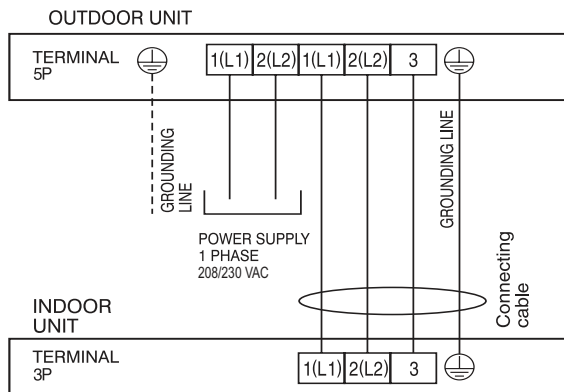 OUTDOOR UNIT
TERMINAL
5P
1(L1) 2(L2) 1(L1) 2(L2) 3
GROUNDING
LINE
GROUNDING LINE
POWER SUPPLY
1 PHASE
208/230 VAC
Connecting
cable
INDOOR
UNIT
TERMINAL
3P
1(L1) 2(L2) 3